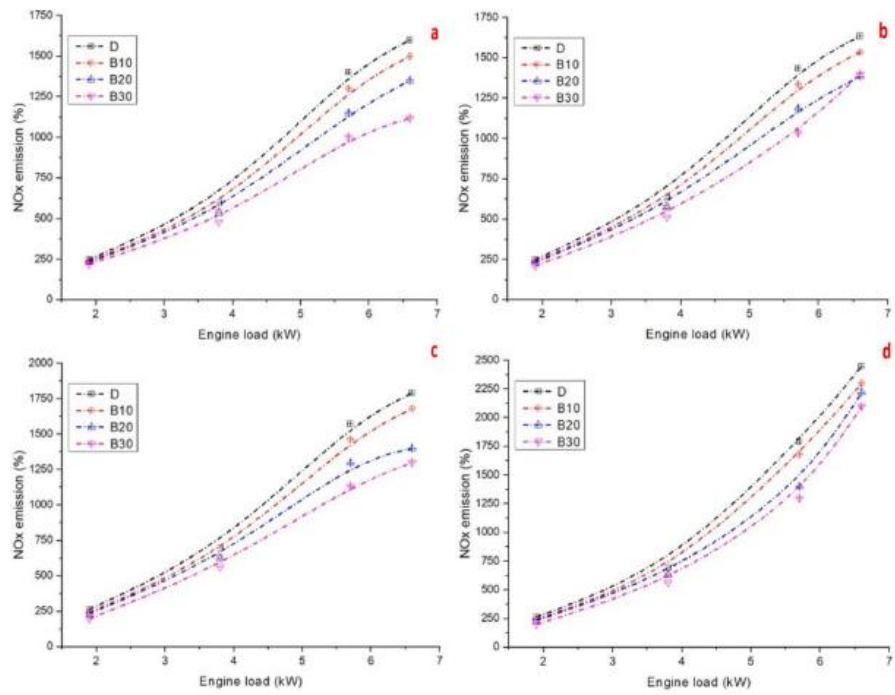 a
D
B10
B20
B30
NOx emission (%)
1750
1500
1250
1000
750
500
250
0
2 3 4 5 6 7
Engine load (kW)
b
D
B10
B20
B30
NOx emission (%)
1750
1500
1250
1000
750
500
250
0
2 3 4 5 6 7
Engine load (kW)
c
D
B10
B20
B30
NOx emission (%)
2000
1750
1500
1250
1000
750
500
250
0
2 3 4 5 6 7
Engine load (kW)
d
D
B10
B20
B30
NOx emission (%)
2500
2250
2000
1750
1500
1250
1000
750
500
250
0
2 3 4 5 6 7
Engine load (kW)